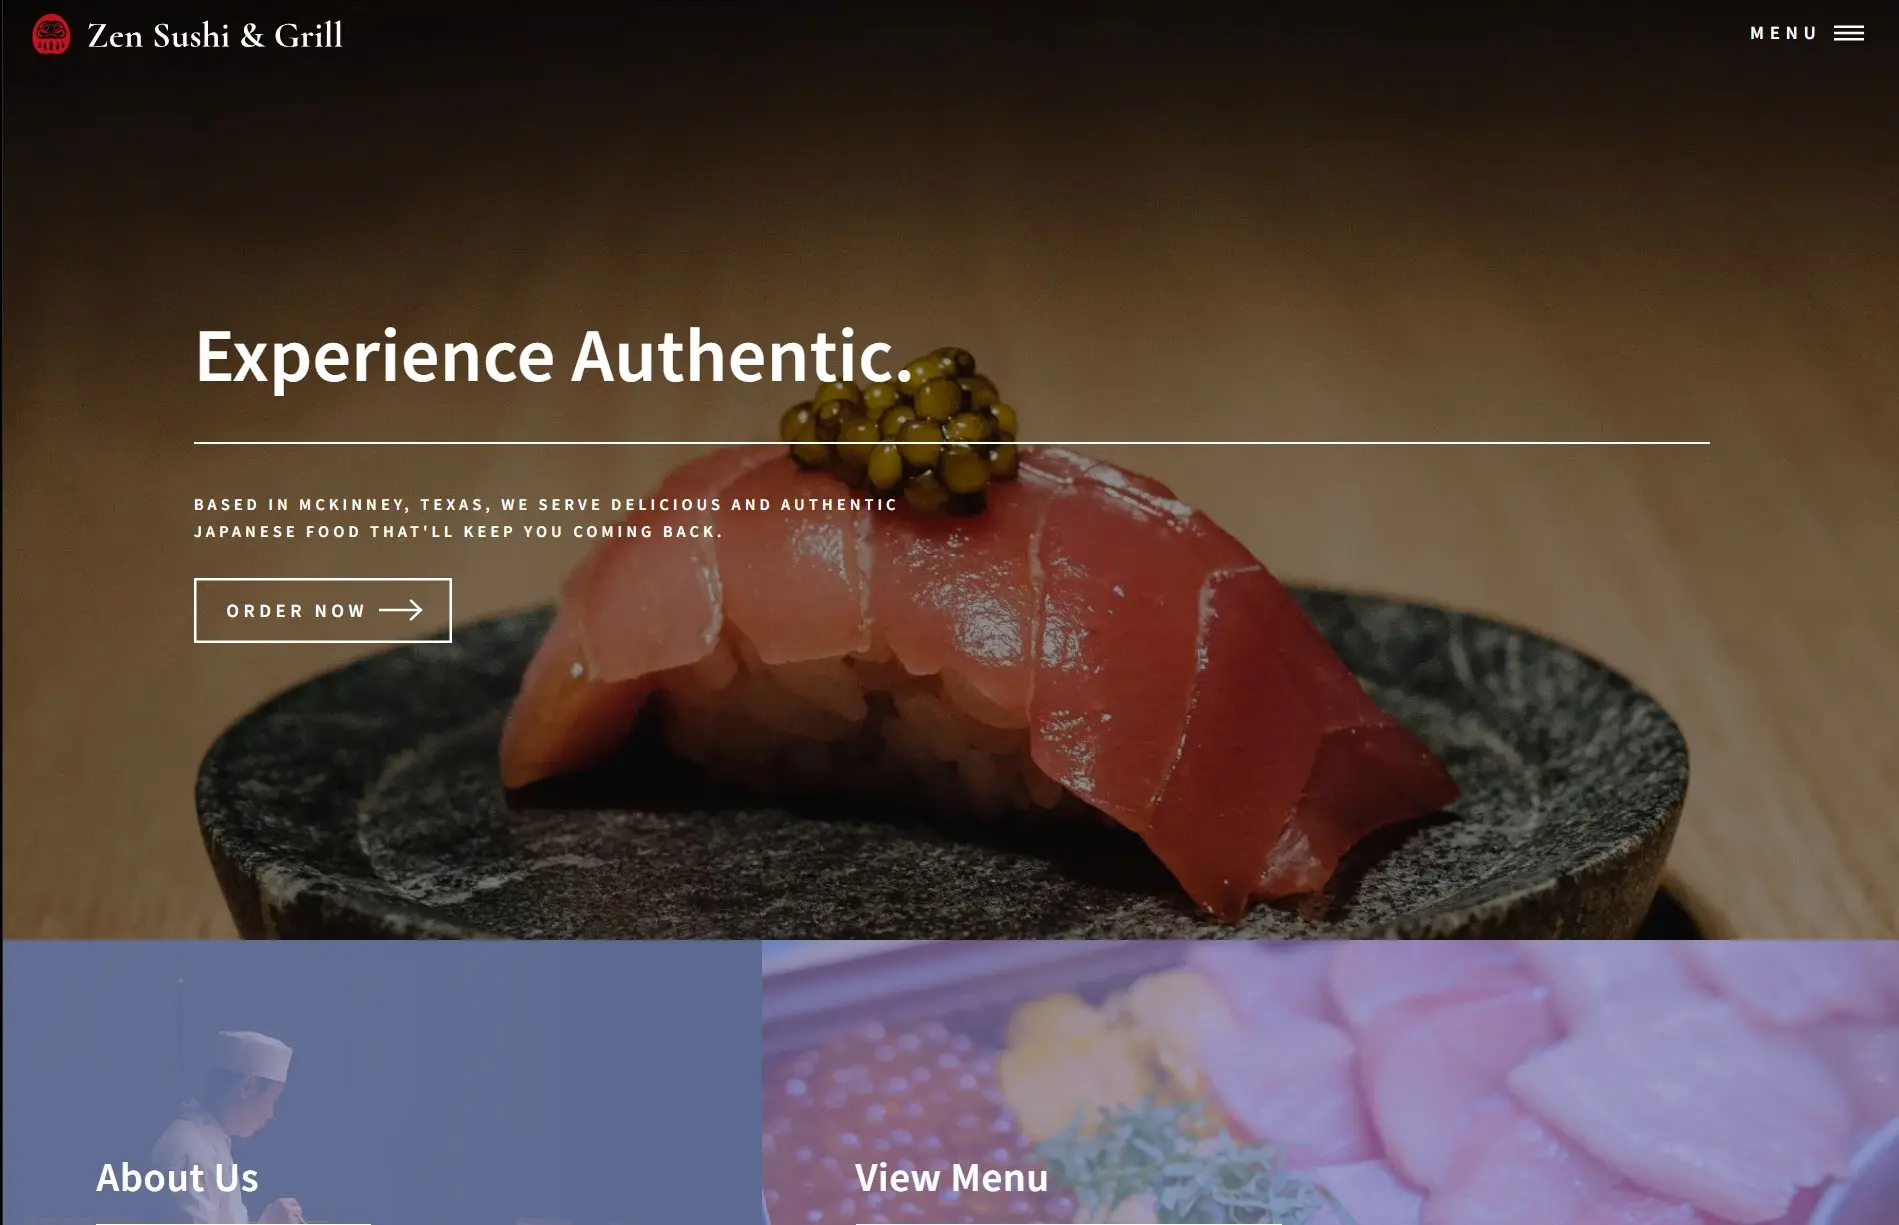 Zen Sushi & Grill
MENU
Experience Authentic.
BASED IN MCKINNEY, TEXAS, WE SERVE DELICIOUS AND AUTHENTIC
JAPANESE FOOD THAT'LL KEEP YOU COMING BACK.
ORDER NOW
About Us
View Menu